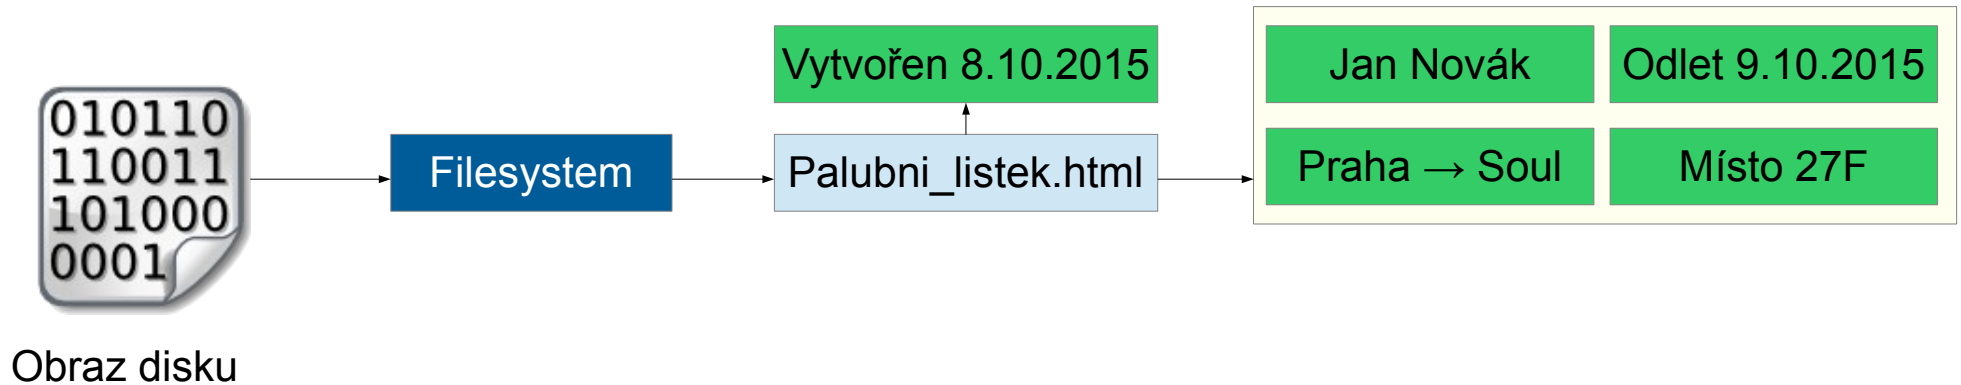 010110
110011
101000
0001
Obraz disku
Filesystem
Vytvořen 8.10.2015
Palubni_listek.html
Jan Novák
Odlet 9.10.2015
Praha → Soul
Místo 27F